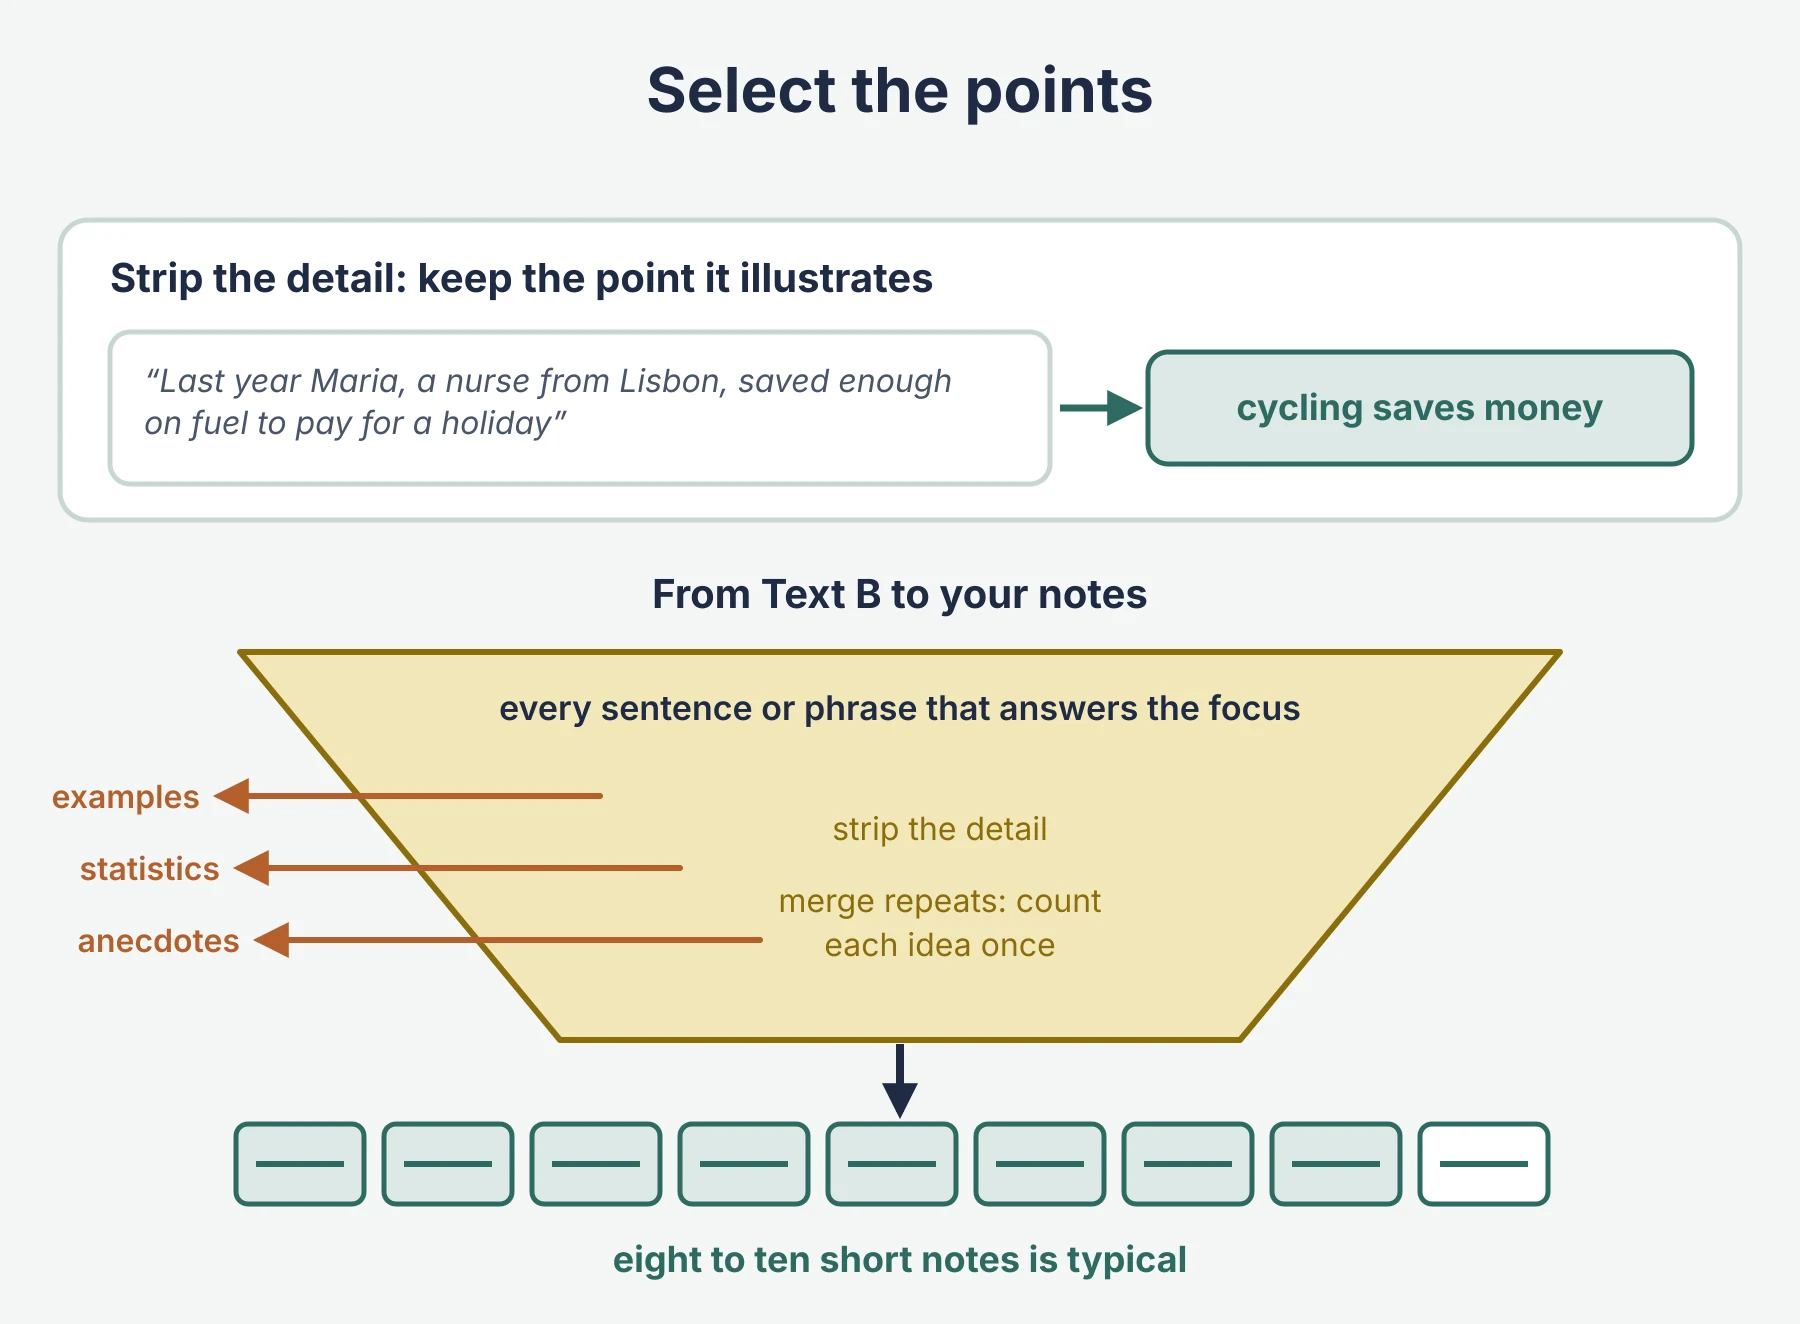 Select the points
Strip the detail: keep the point it illustrates
“Last year Maria, a nurse from Lisbon, saved enough
on fuel to pay for a holiday”
cycling saves money
From Text B to your notes
every sentence or phrase that answers the focus
examples
strip the detail
statistics
merge repeats: count
each idea once
anecdotes
eight to ten short notes is typical